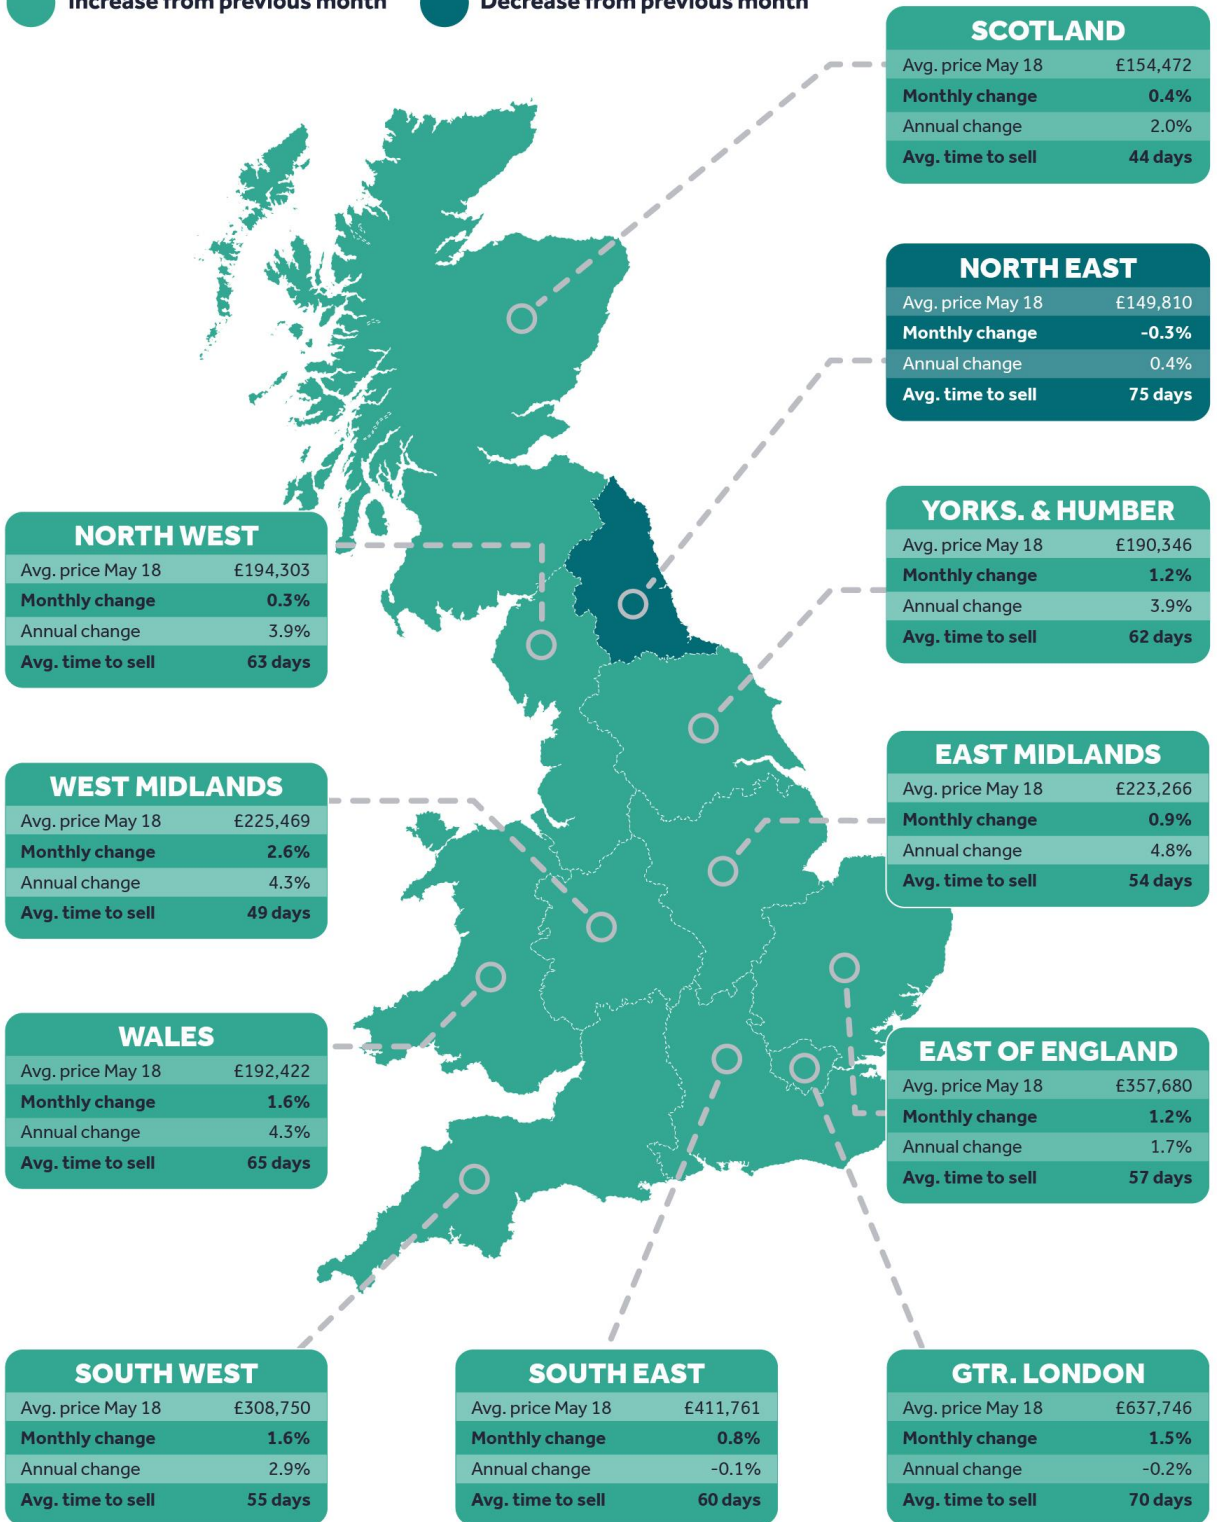 Increase from previous month
Decrease from previous month
SCOTLAND
Avg. price May 18 £154,472
Monthly change 0.4%
Annual change 2.0%
Avg. time to sell 44 days
NORTH EAST
Avg. price May 18 £149,810
Monthly change -0.3%
Annual change 0.4%
Avg. time to sell 75 days
YORKS. & HUMBER
Avg. price May 18 £190,346
Monthly change 1.2%
Annual change 3.9%
Avg. time to sell 62 days
NORTH WEST
Avg. price May 18 £194,303
Monthly change 0.3%
Annual change 3.9%
Avg. time to sell 63 days
EAST MIDLANDS
Avg. price May 18 £223,266
Monthly change 0.9%
Annual change 4.8%
Avg. time to sell 54 days
WEST MIDLANDS
Avg. price May 18 £225,469
Monthly change 2.6%
Annual change 4.3%
Avg. time to sell 49 days
WALES
Avg. price May 18 £192,422
Monthly change 1.6%
Annual change 4.3%
Avg. time to sell 65 days
EAST OF ENGLAND
Avg. price May 18 £357,680
Monthly change 1.2%
Annual change 1.7%
Avg. time to sell 57 days
SOUTH WEST
Avg. price May 18 £308,750
Monthly change 1.6%
Annual change 2.9%
Avg. time to sell 55 days
SOUTH EAST
Avg. price May 18 £411,761
Monthly change 0.8%
Annual change -0.1%
Avg. time to sell 60 days
GTR. LONDON
Avg. price May 18 £637,746
Monthly change 1.5%
Annual change -0.2%
Avg. time to sell 70 days